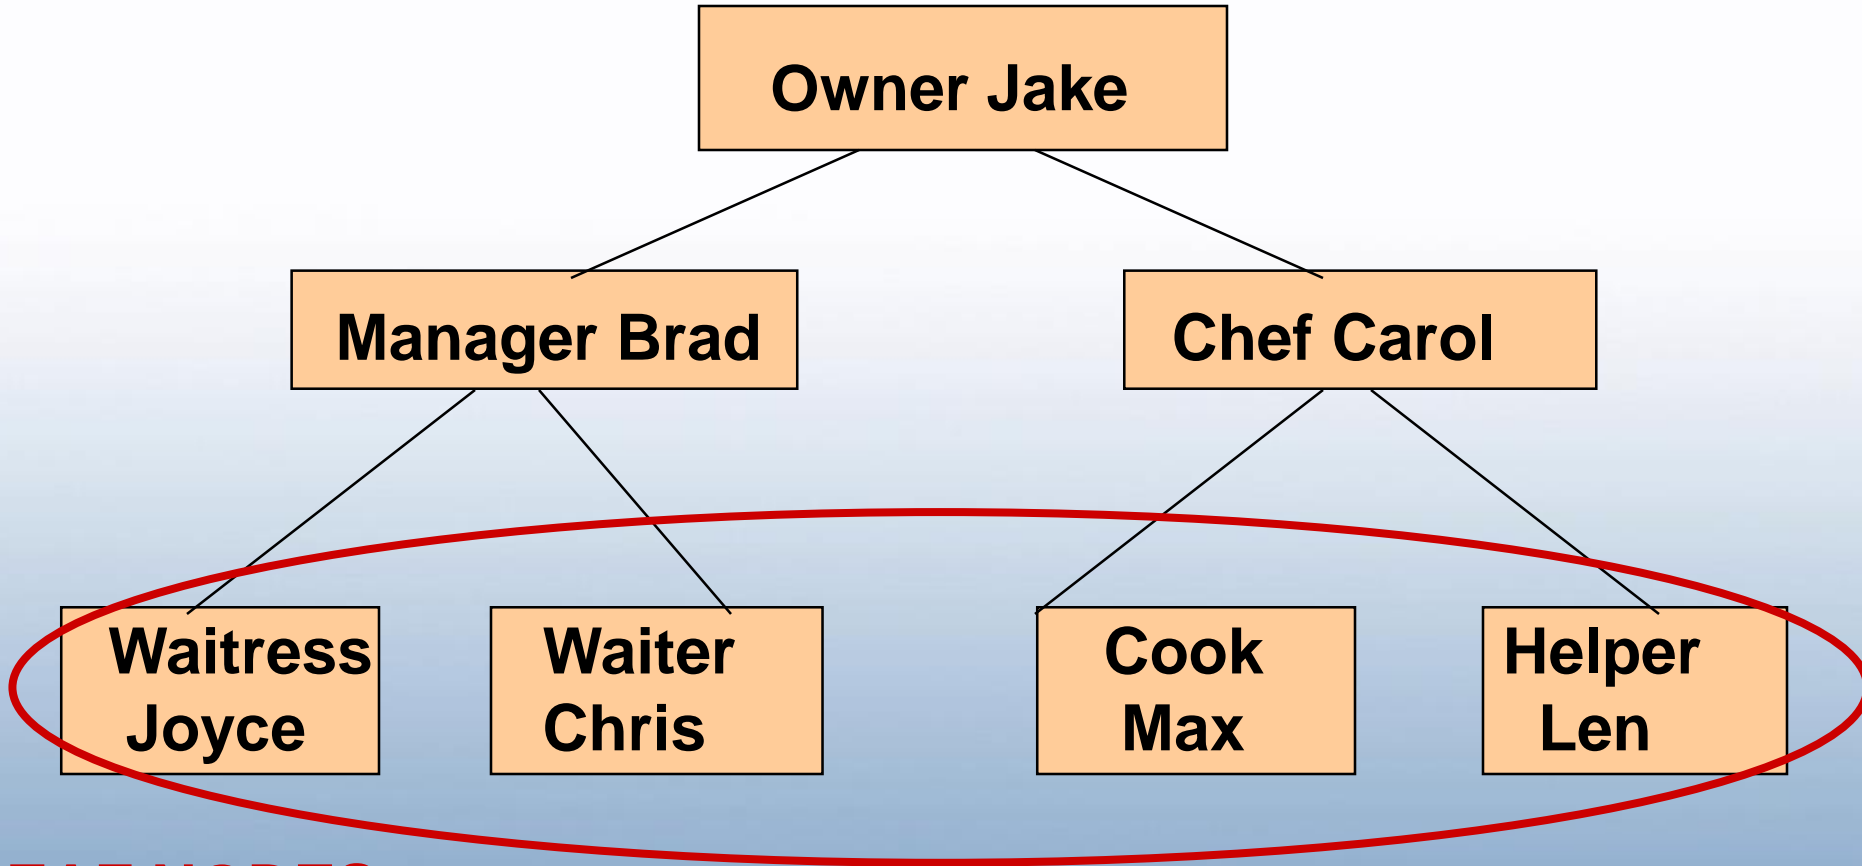 Owner Jake
Manager Brad
Chef Carol
Waitress
Joyce
Waiter
Chris
Cook
Max
Helper
Len